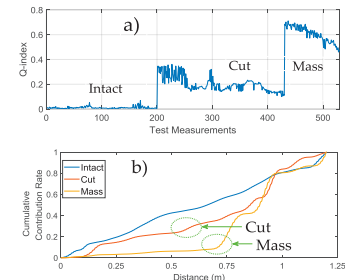 0.8
a)
0.6
Q-index
0.4
Intact
Cut
Mass
0.2
0
0 100 200 300 400 500
Test Measurements
1
Intact
Cut
Mass
b)
0.8
0.6
Cumulative
Contribution Rate
0.4
Cut
0.2
Mass
0
0 0.25 0.5 0.75 1 1.25
Distance (m)